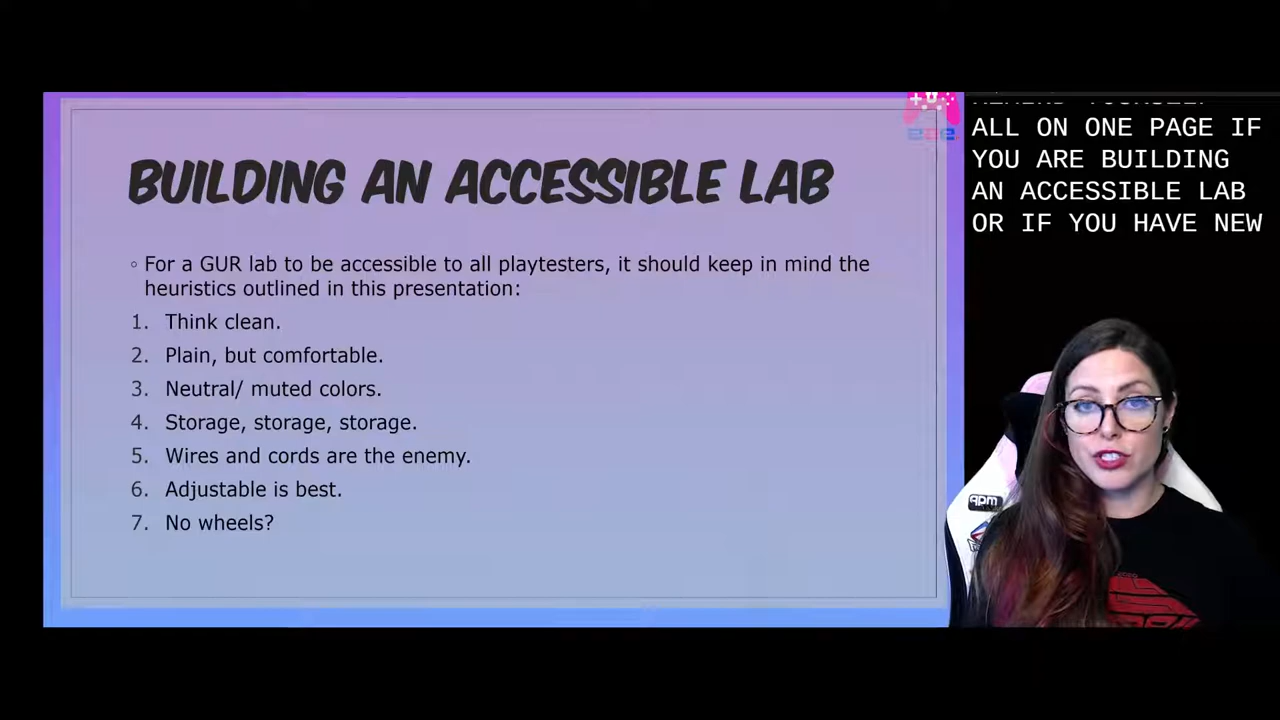 BUILDING AN ACCESSIBLE LAB
◦ For a GUR lab to be accessible to all playtesters, it should keep in mind the
heuristics outlined in this presentation:
1. Think clean.
2. Plain, but comfortable.
3. Neutral/ muted colors.
4. Storage, storage, storage.
5. Wires and cords are the enemy.
6. Adjustable is best.
7. No wheels?
ALL ON ONE PAGE IF
YOU ARE BUILDING
AN ACCESSIBLE LAB
OR IF YOU HAVE NEW